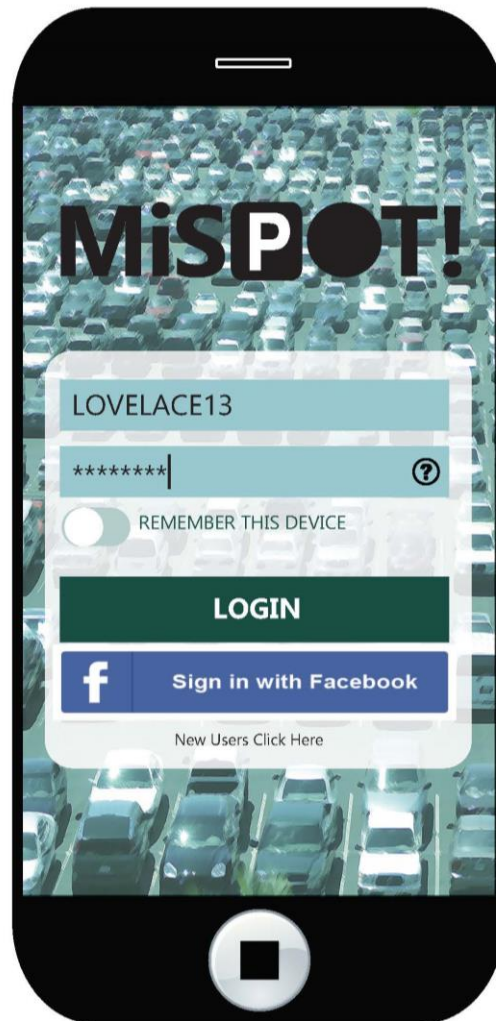 MiSPOT!
LOVELACE13
********
?
REMEMBER THIS DEVICE
LOGIN
f
Sign in with Facebook
New Users Click Here